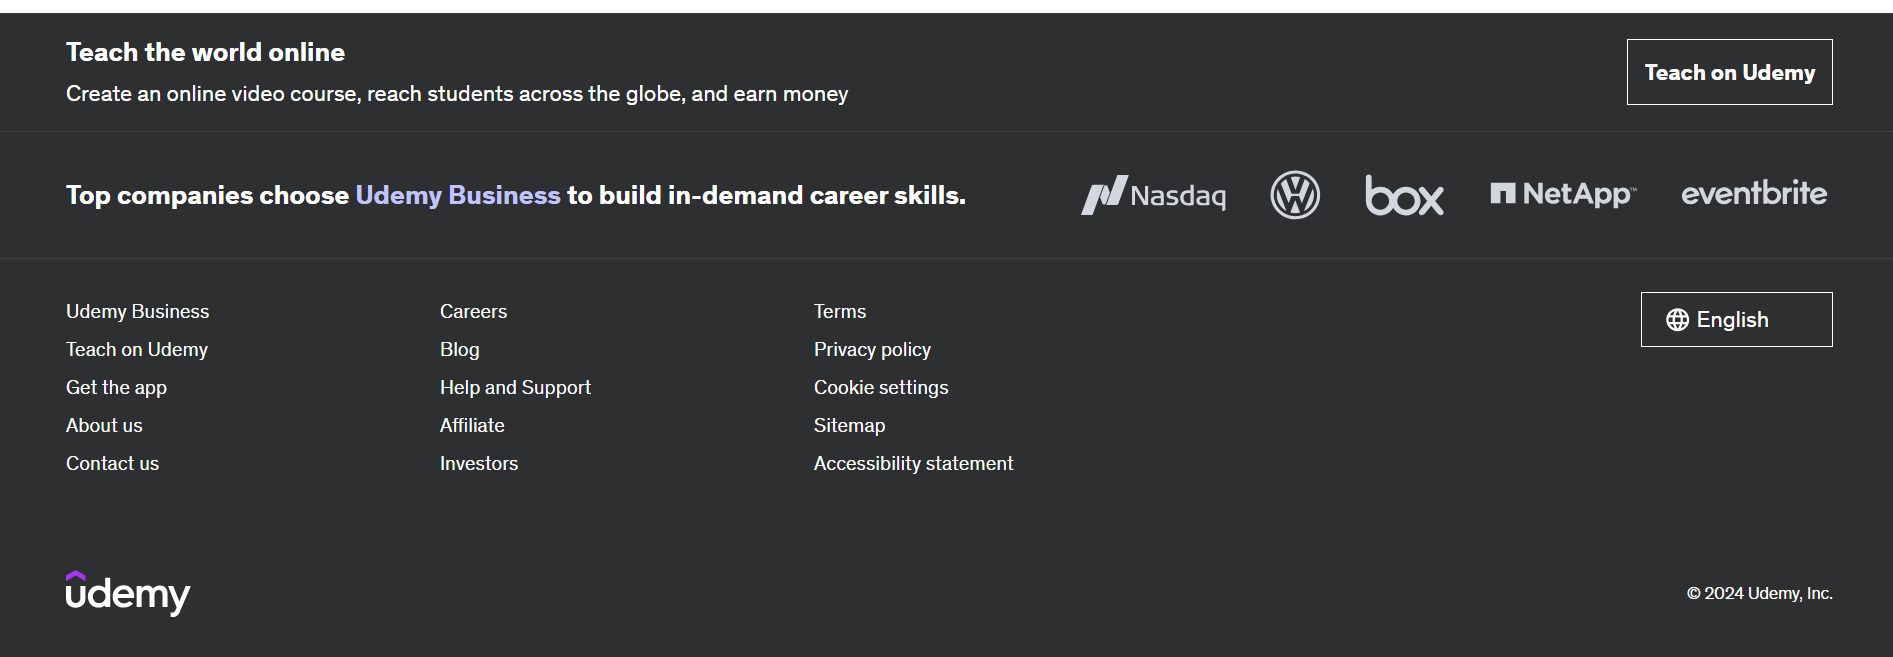 Teach the world online
Create an online video course, reach students across the globe, and earn money
Teach on Udemy
Top companies choose Udemy Business to build in-demand career skills.
Nasdaq
box
NetApp™
eventbrite
Udemy Business
Teach on Udemy
Get the app
About us
Contact us
Careers
Blog
Help and Support
Affiliate
Investors
Terms
Privacy policy
Cookie settings
Sitemap
Accessibility statement
English
udemy
© 2024 Udemy, Inc.